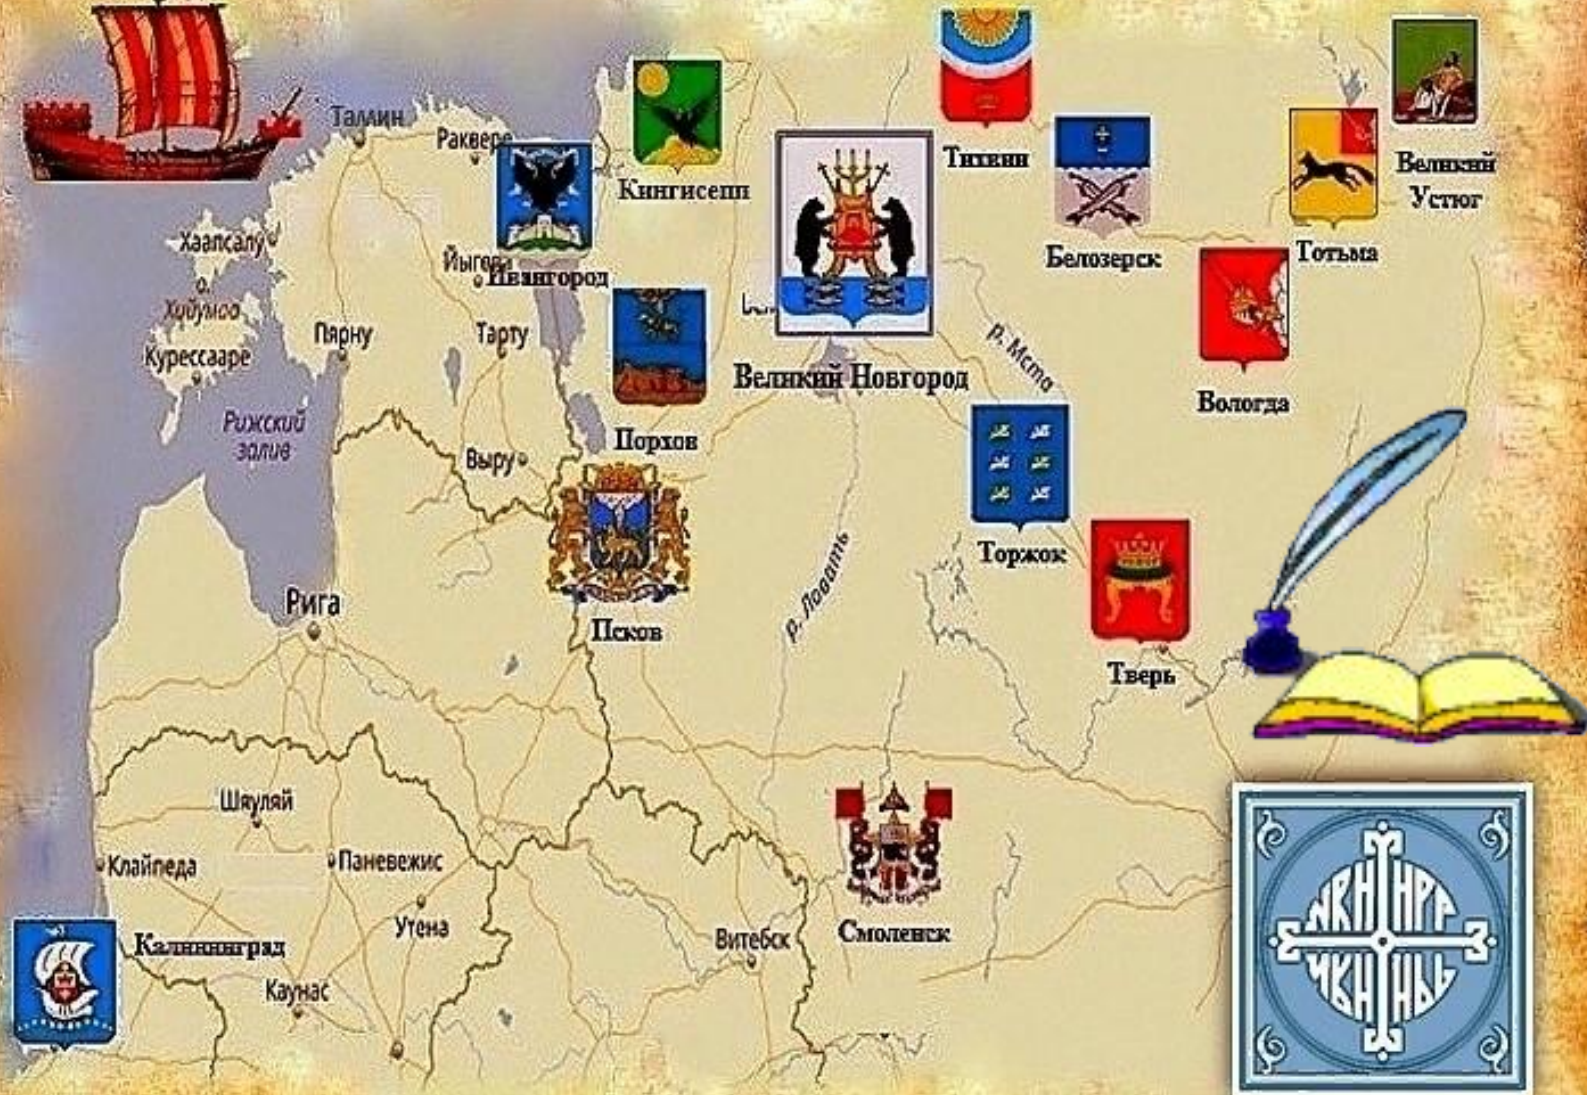 Таллин
Раквере
Кингисепп
Тихвин
Великий
Устюг
Хаапсалу
о.
Хийумаа
Ивангород
Белозерск
Тотьма
Пярну
Тарту
р. Мста
Курессааре
Великий Новгород
Вологда
Рижский
залив
Порхов
Выру
Торжок
р. Ловать
Рига
Псков
Тверь
Шяуляй
Клайпеда
Паневежис
Утена
Витебск
Смоленск
Калининград
Каунас